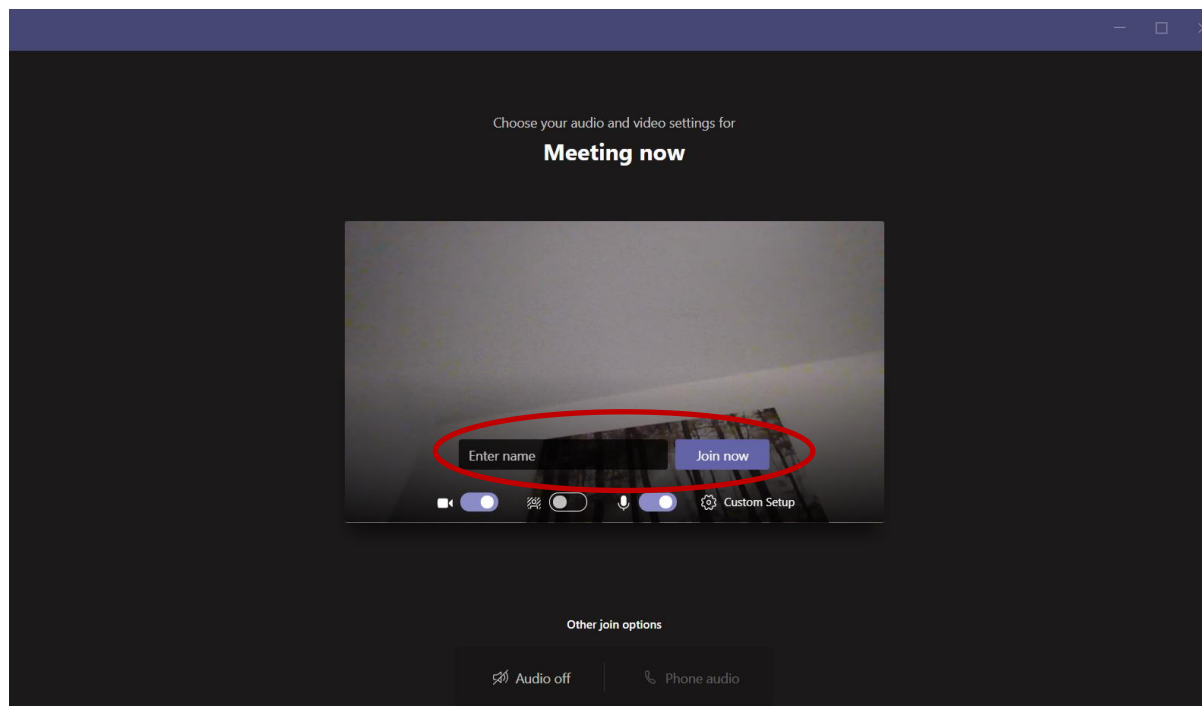 Choose your audio and video settings for
Meeting now
Enter name
Join now
Custom Setup
Other join options
Audio off
Phone audio